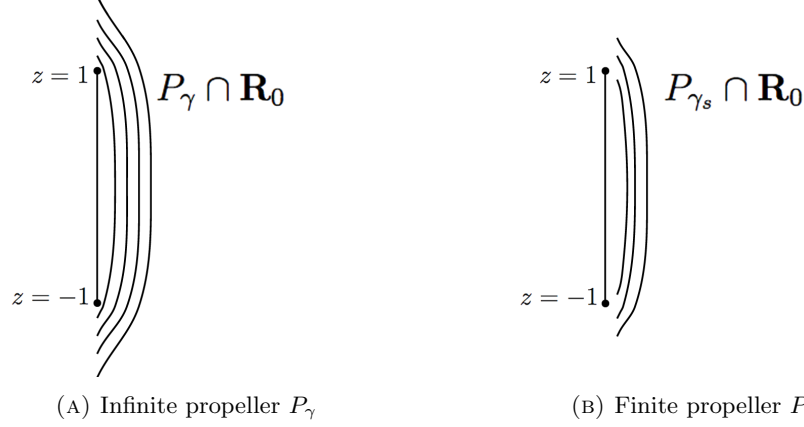 z = 1
P_γ ∩ R_0
z = −1
(A) Infinite propeller P_γ
z = 1
P_{γ_s} ∩ R_0
z = −1
(B) Finite propeller P